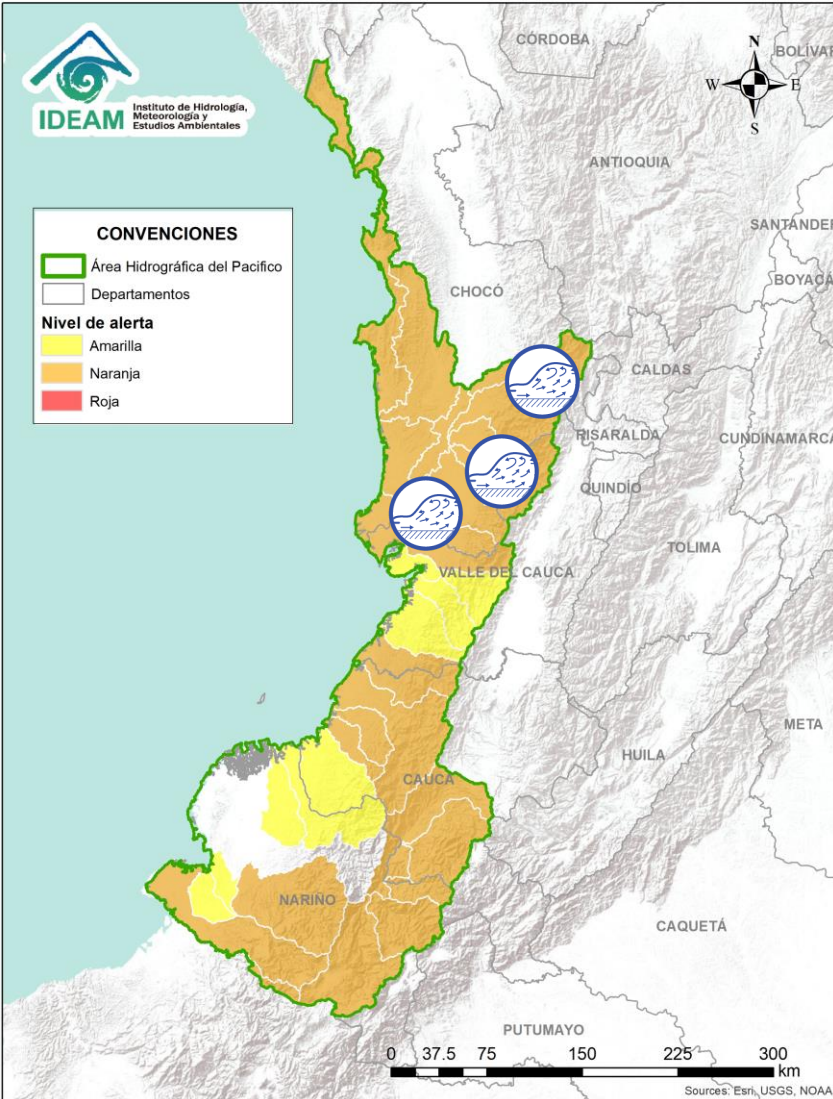 IDEAM
Instituto de Hidrología,
Meteorología y
Estudios Ambientales
CÓRDOBA
BOLÍVAR
N
W
E
S
ANTIOQUIA
SANTANDER
BOYACÁ
CONVENCIONES
Área Hidrográfica del Pacifico
Departamentos
Nivel de alerta
Amarilla
Naranja
Roja
CHOCÓ
CALDAS
RISARALDA
CUNDINAMARCA
QUINDÍO
TOLIMA
VALLE DEL CAUCA
META
HUILA
CAUCA
NARIÑO
CAQUETÁ
PUTUMAYO
0 37.5 75 150 225 300
km
Sources: Esri, USGS, NOAA